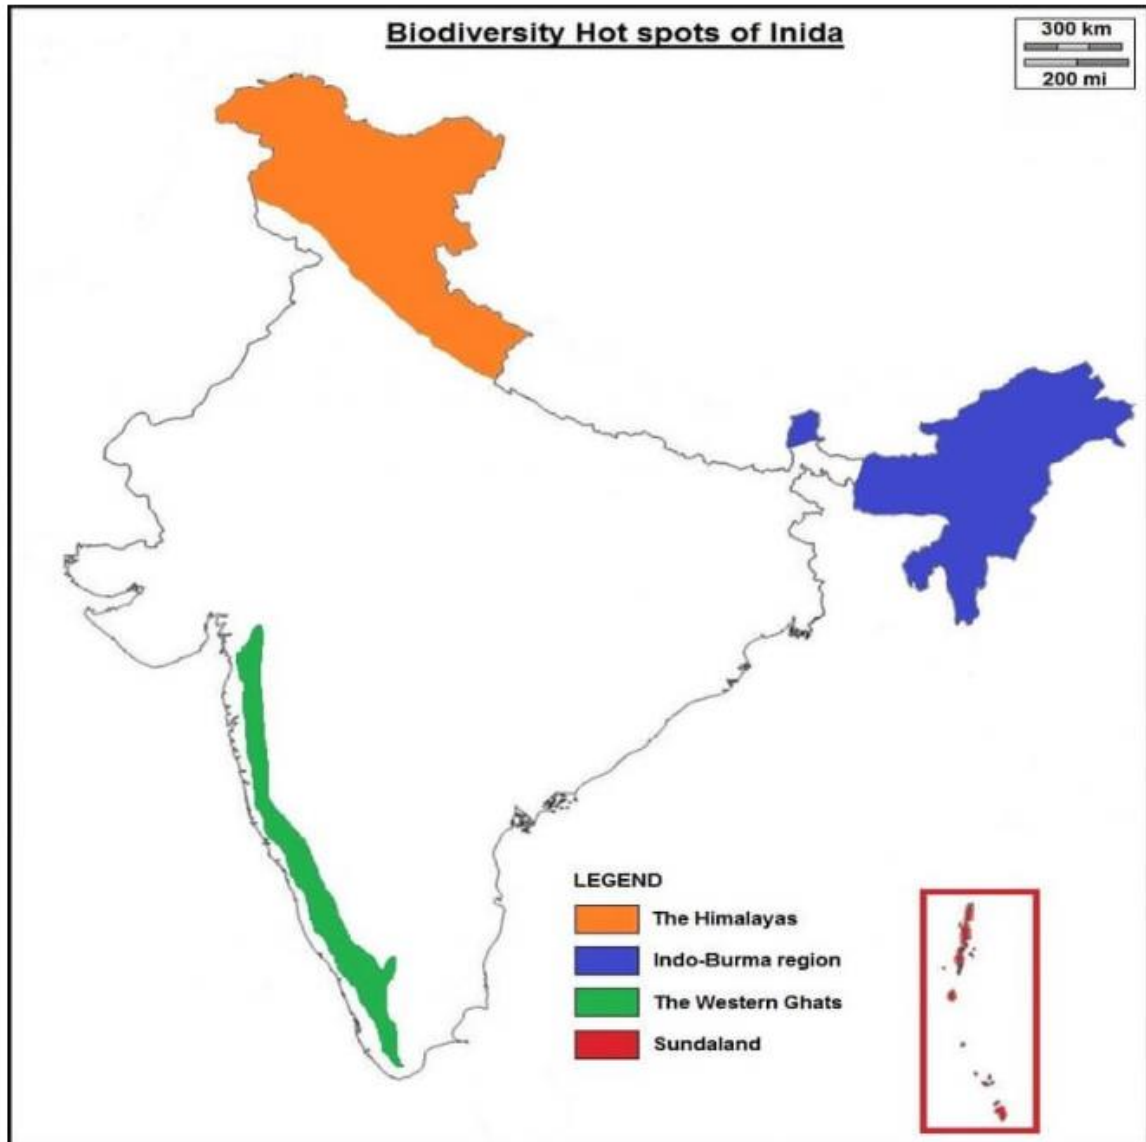 Biodiversity Hot spots of Inida
300 km
200 mi
LEGEND
The Himalayas
Indo-Burma region
The Western Ghats
Sundaland